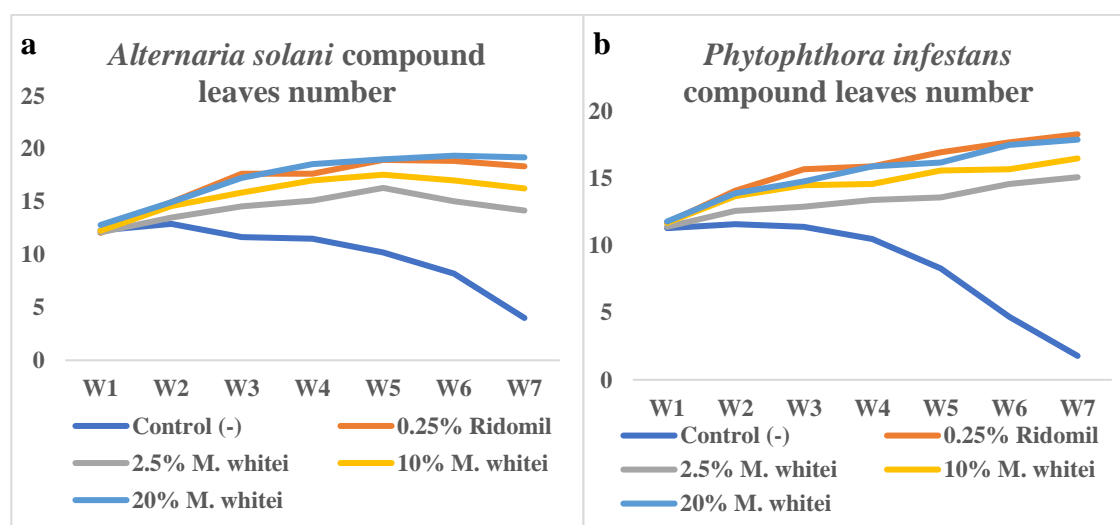 a
Alternaria solani compound
leaves number
25
20
15
10
5
0
W1 W2 W3 W4 W5 W6 W7
Control (-) 0.25% Ridomil
2.5% M. whitei 10% M. whitei
20% M. whitei
b
Phytophthora infestans
compound leaves number
20
15
10
5
0
W1 W2 W3 W4 W5 W6 W7
Control (-) 0.25% Ridomil
2.5% M. whitei 10% M. whitei
20% M. whitei